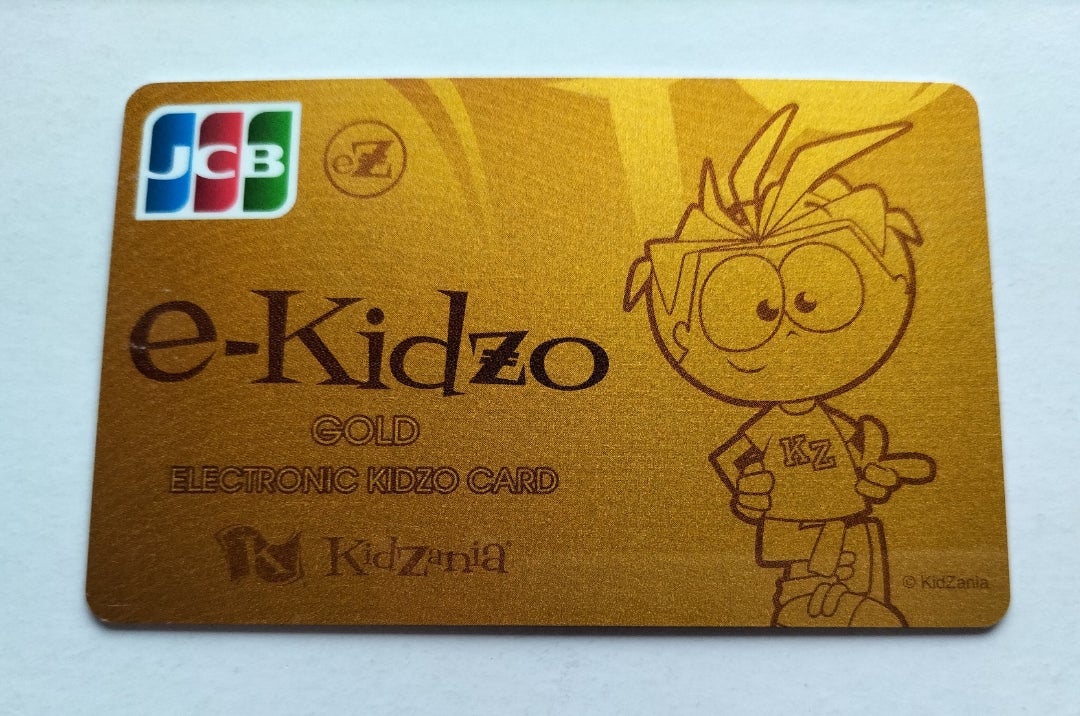 JCB
eZ
e-Kidzo
GOLD
ELECTRONIC KIDZO CARD
K KidZania®
KZ
© KidZania